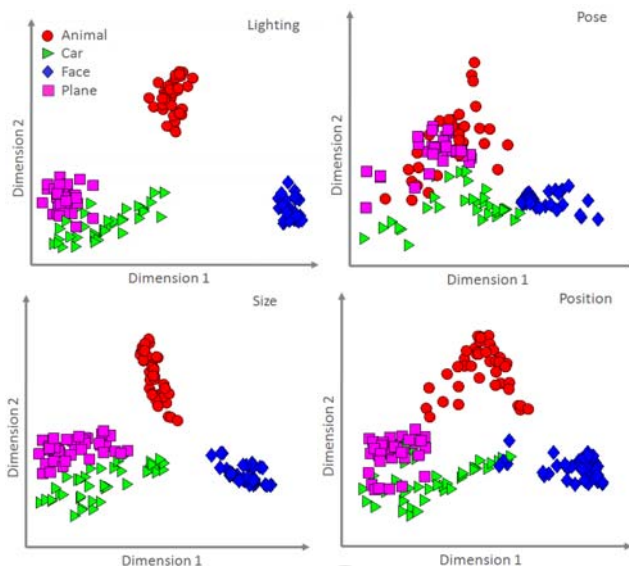 Lighting
Animal
Car
Face
Plane
Dimension 2
Dimension 1
Pose
Dimension 2
Dimension 1
Size
Dimension 2
Dimension 1
Position
Dimension 2
Dimension 1